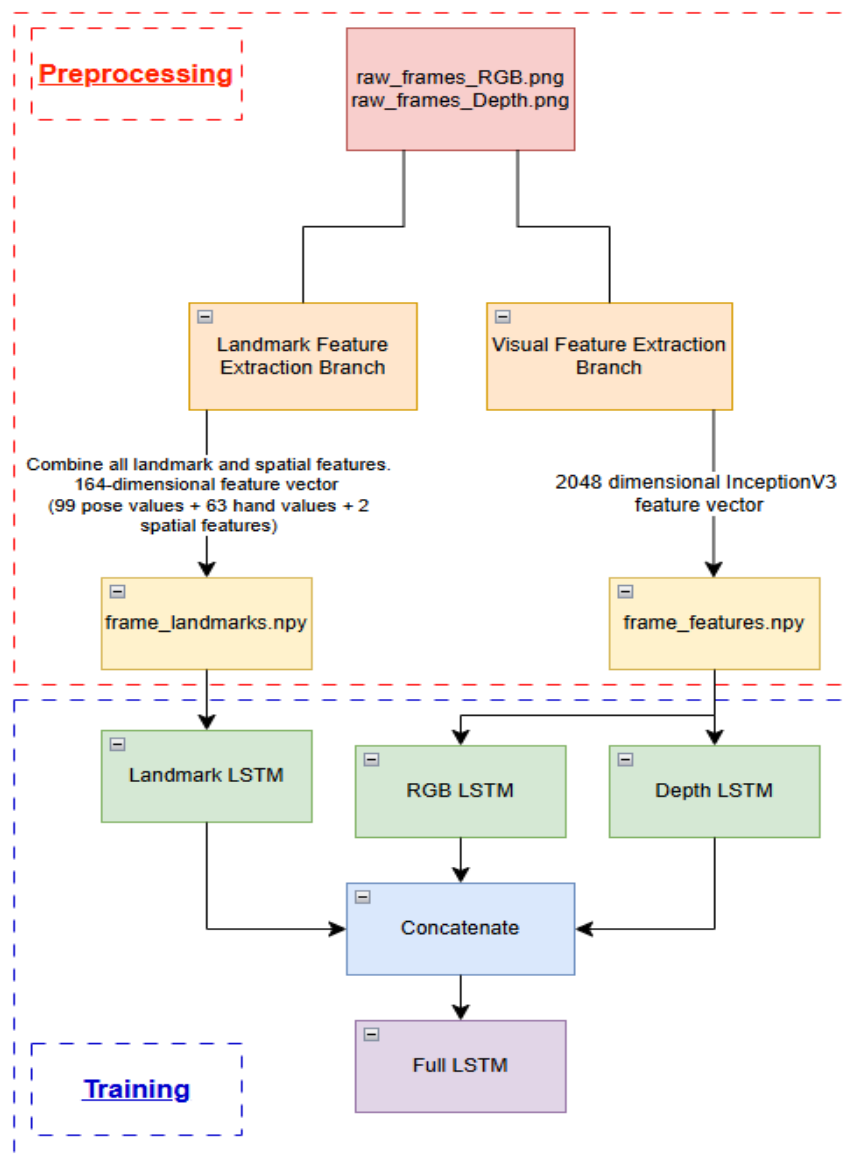 Preprocessing
raw_frames_RGB.png
raw_frames_Depth.png
Landmark Feature
Extraction Branch
Visual Feature Extraction
Branch
Combine all landmark and spatial features.
164-dimensional feature vector
(99 pose values + 63 hand values + 2
spatial features)
2048 dimensional InceptionV3
feature vector
frame_landmarks.npy
frame_features.npy
Landmark LSTM
RGB LSTM
Depth LSTM
Concatenate
Full LSTM
Training